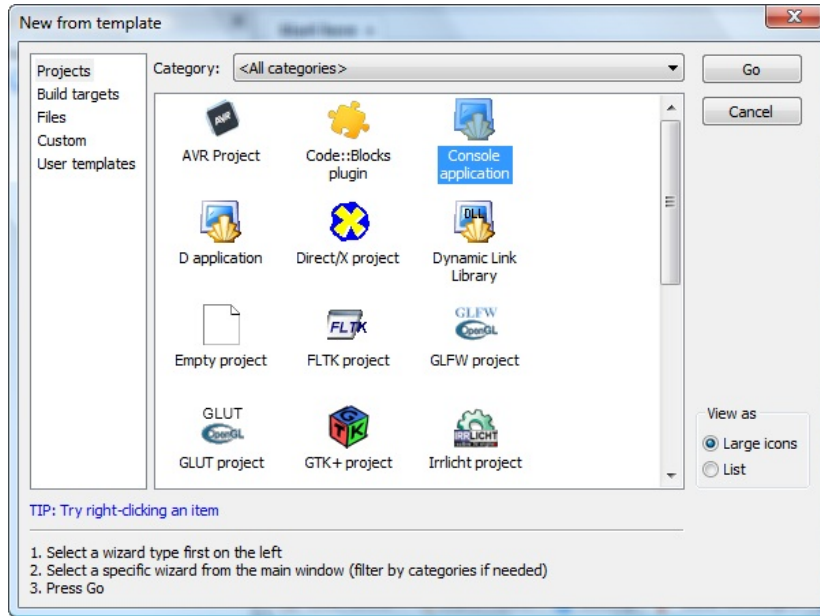 New from template
Projects
Build targets
Files
Custom
User templates
Category: <All categories>
Go
Cancel
AVR
AVR Project
Code::Blocks
plugin
Console
application
D application
Direct/X project
DLL
Dynamic Link
Library
Empty project
FLTK
FLTK project
GLFW
OpenGL
GLFW project
GLUT
OpenGL
GLUT project
GTK
GTK+ project
IRRLICHT
Irrlicht project
View as
Large icons
List
TIP: Try right-clicking an item
1. Select a wizard type first on the left
2. Select a specific wizard from the main window (filter by categories if needed)
3. Press Go